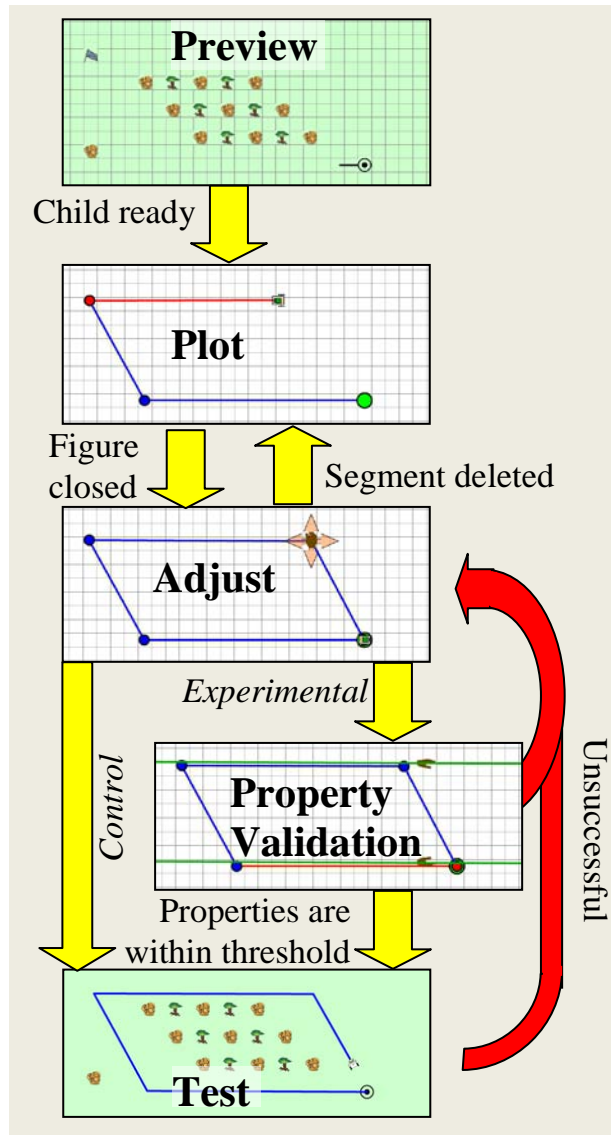 Preview
Child ready
Plot
Figure
closed
Segment deleted
Adjust
Experimental
Control
Property
Validation
Unsuccessful
Properties are
within threshold
Test